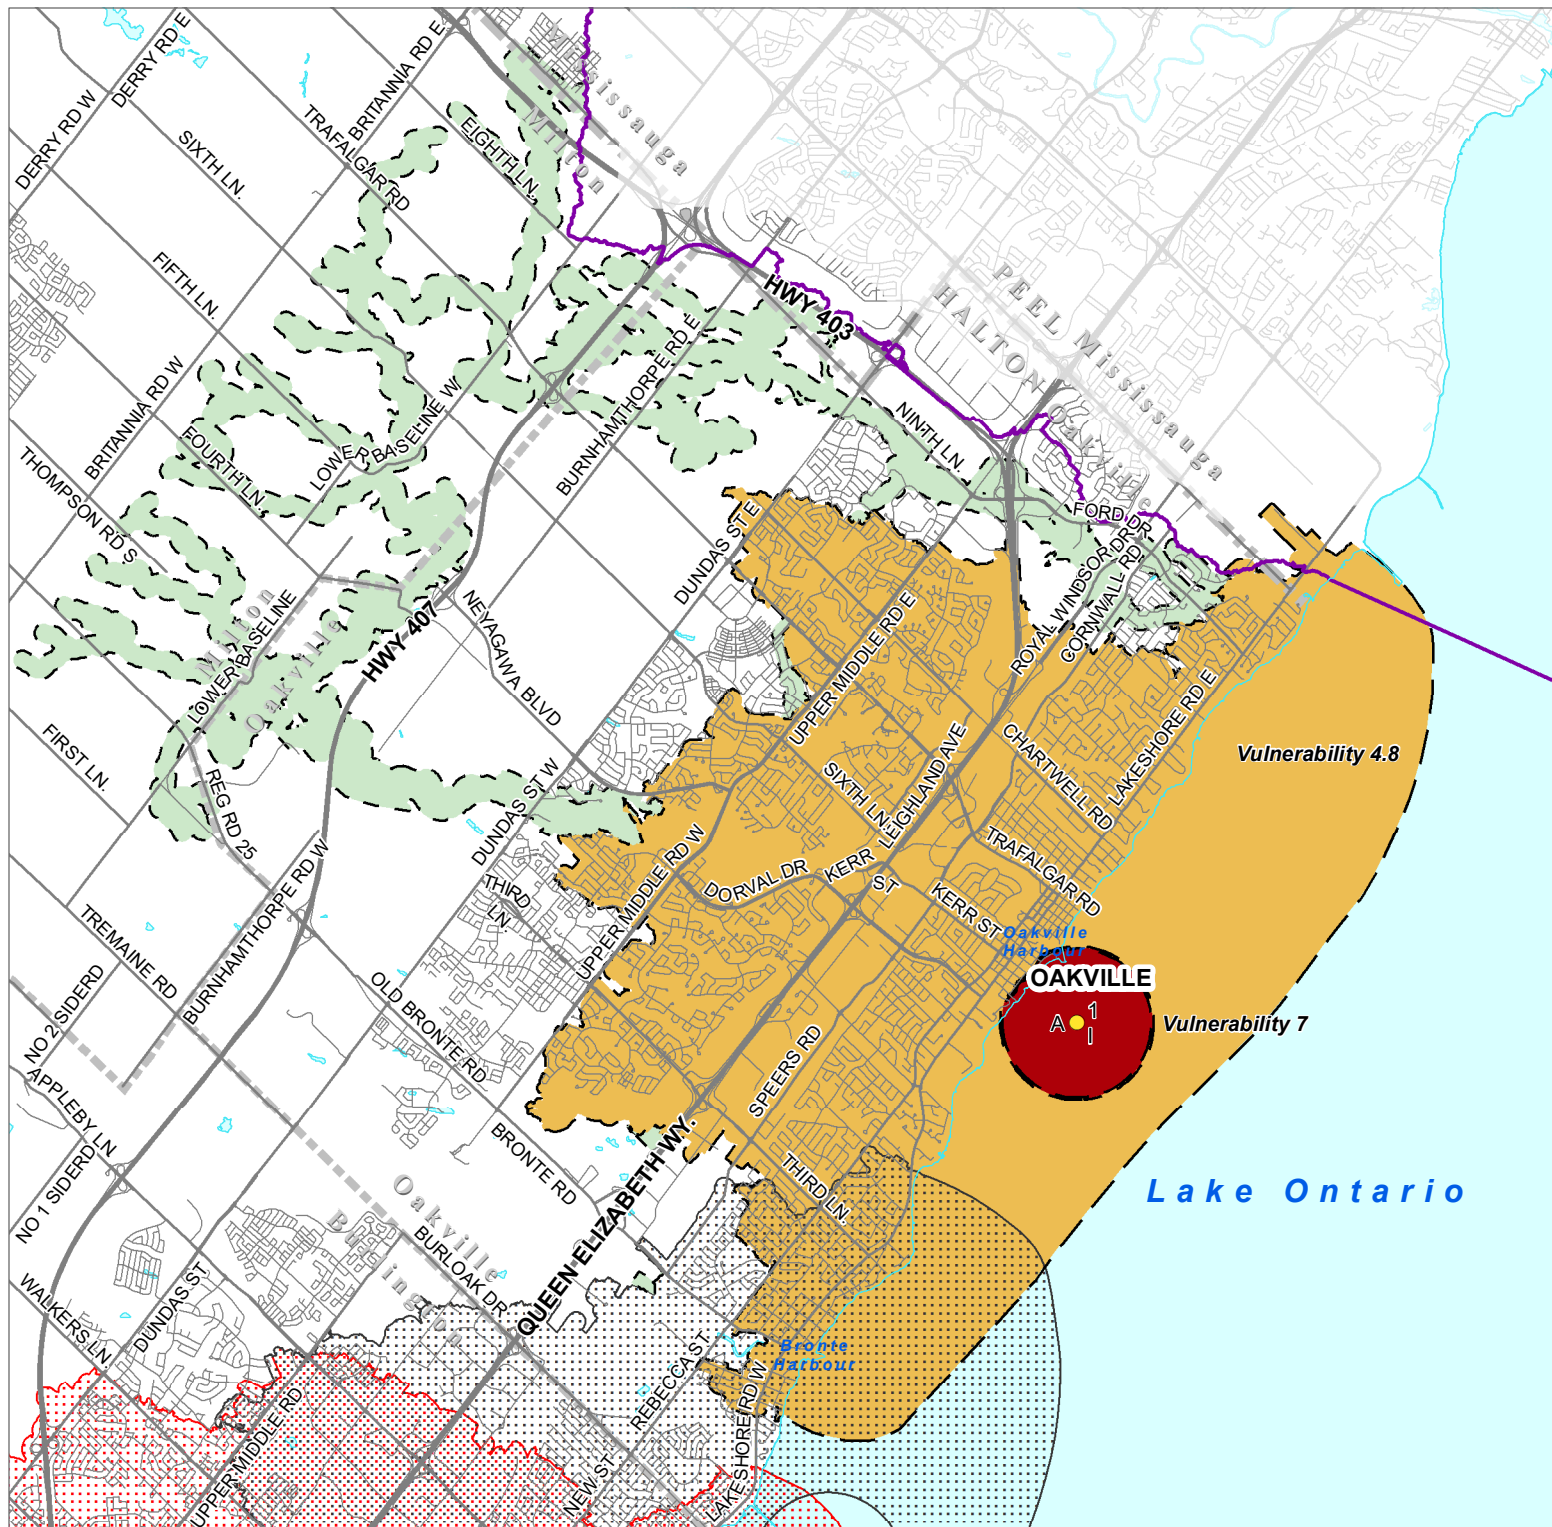 DERRY RD E
DERRY RD W
BRITANNIA RD E
Mississauga
Milton
SIXTH LN.
TRAFALGAR RD
EIGHTH LN.
FIFTH LN.
HWY 403
PEEL Mississauga
HALTON Oakville
BRITANNIA RD W
BURNHAMTHORPE RD E
LOWER BASELINE W
NINTH LN.
FOURTH LN.
THOMPSON RD S
DUNDAS ST E
FORD DR
ROYAL WINDSOR DR
CORNWALL RD
Milton
Oakville
LOWER BASELINE
HWY 407
NEYAGAWA BLVD
UPPER MIDDLE RD E
LAKESHORE RD E
FIRST LN.
REG RD 25
CHARTWELL RD
Vulnerability 4.8
SIXTH LN.
LEIGHLAND AVE
DUNDAS ST W
UPPER MIDDLE RD W
DORVAL DR
KERR
ST
TRAFALGAR RD
KERR ST
THIRD
LN.
TREMAINE RD
BURNHAMTHORPE RD W
Oakville
Harbour
OAKVILLE
A
1
I
Vulnerability 7
NO 2 SIDERD
OLD BRONTE RD
SPEERS RD
APPLEBY LN
NO 1 SIDERD
BRONTE RD
QUEEN ELIZABETH WY.
THIRD LN.
Lake Ontario
Oakville
Burlington
BURLOAK DR
WALKERS LN
DUNDAS ST
REBECCA ST
Bronte
Harbour
UPPER MIDDLE RD
NEW ST
LAKESHORE RD W